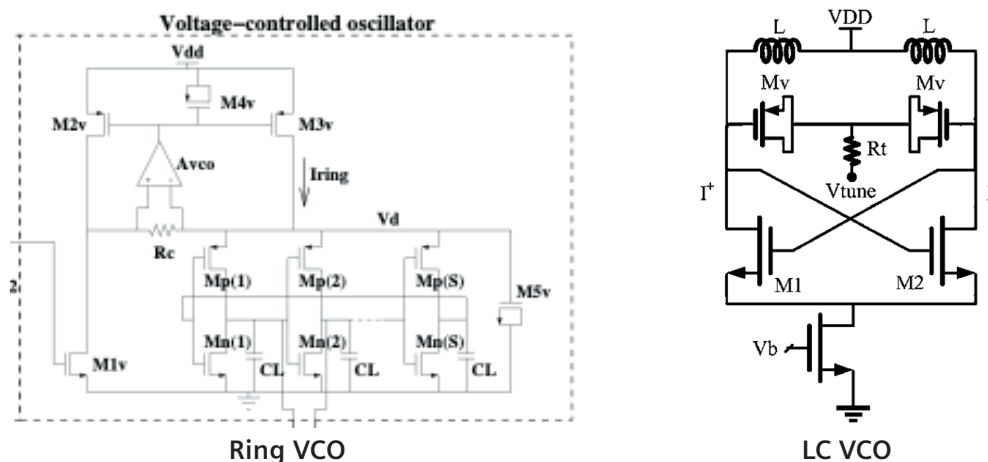 Voltage-controlled oscillator
Vdd
M4v
M2v
M3v
Avco
Iring
Vd
Rc
Mp(1)
Mp(2)
Mp(S)
M5v
2
Mn(1)
Mn(2)
Mn(S)
M1v
CL
CL
CL
Ring VCO
VDD
L
L
Mv
Mv
Rt
Vtune
I+
M1
M2
Vb
LC VCO